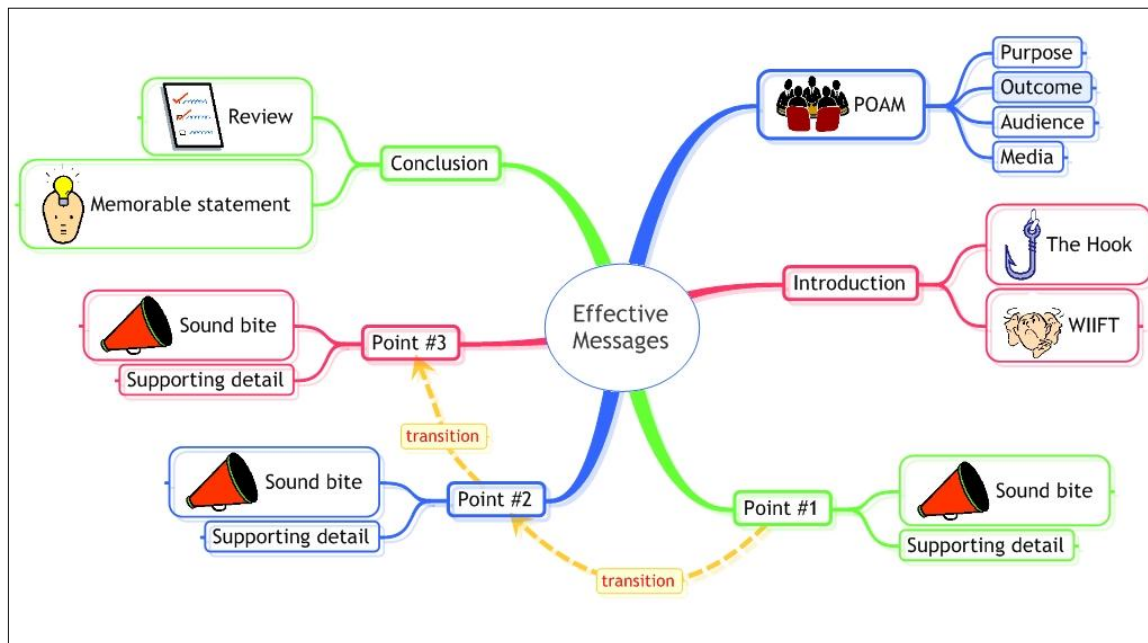 Effective
Messages
POAM
Purpose
Outcome
Audience
Media
Introduction
The Hook
WIIFT
Point #1
Sound bite
Supporting detail
transition
Point #2
Sound bite
Supporting detail
transition
Point #3
Sound bite
Supporting detail
Conclusion
Review
Memorable statement